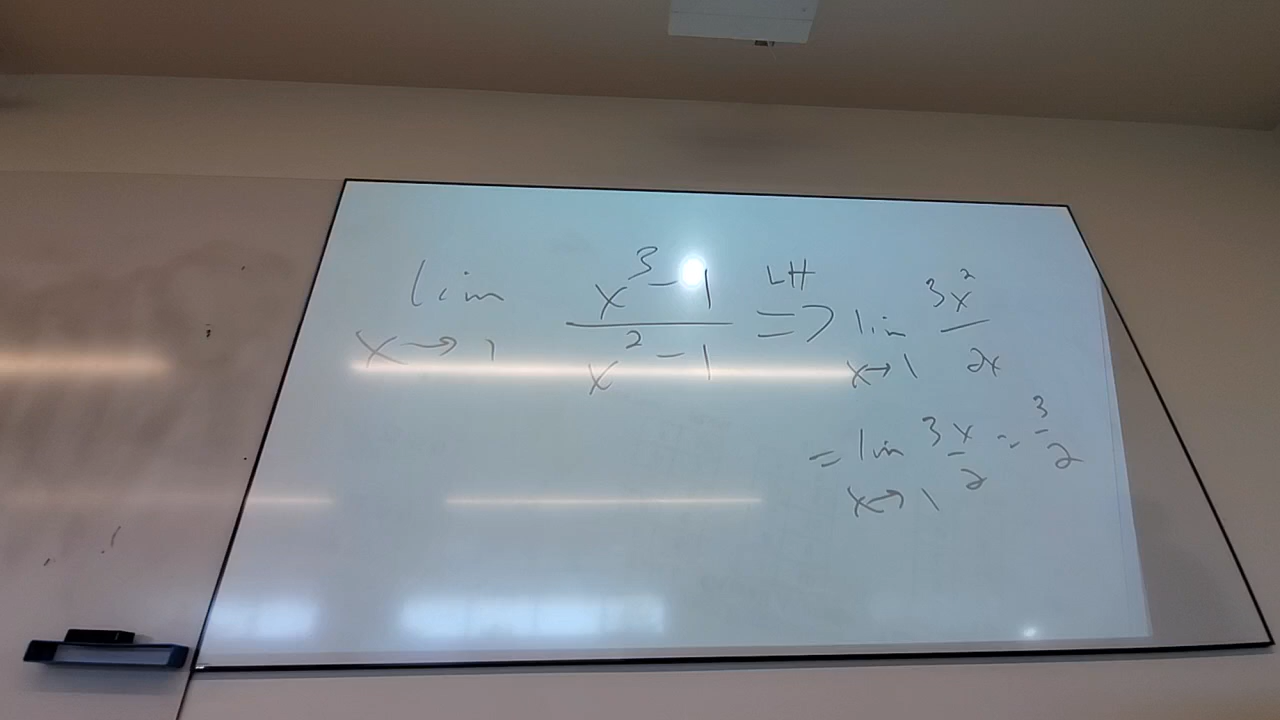 lim x→1 x³-1/x²-1 LH => lim x→1 3x²/2x
= lim x→1 3x/2 ~ 3/2